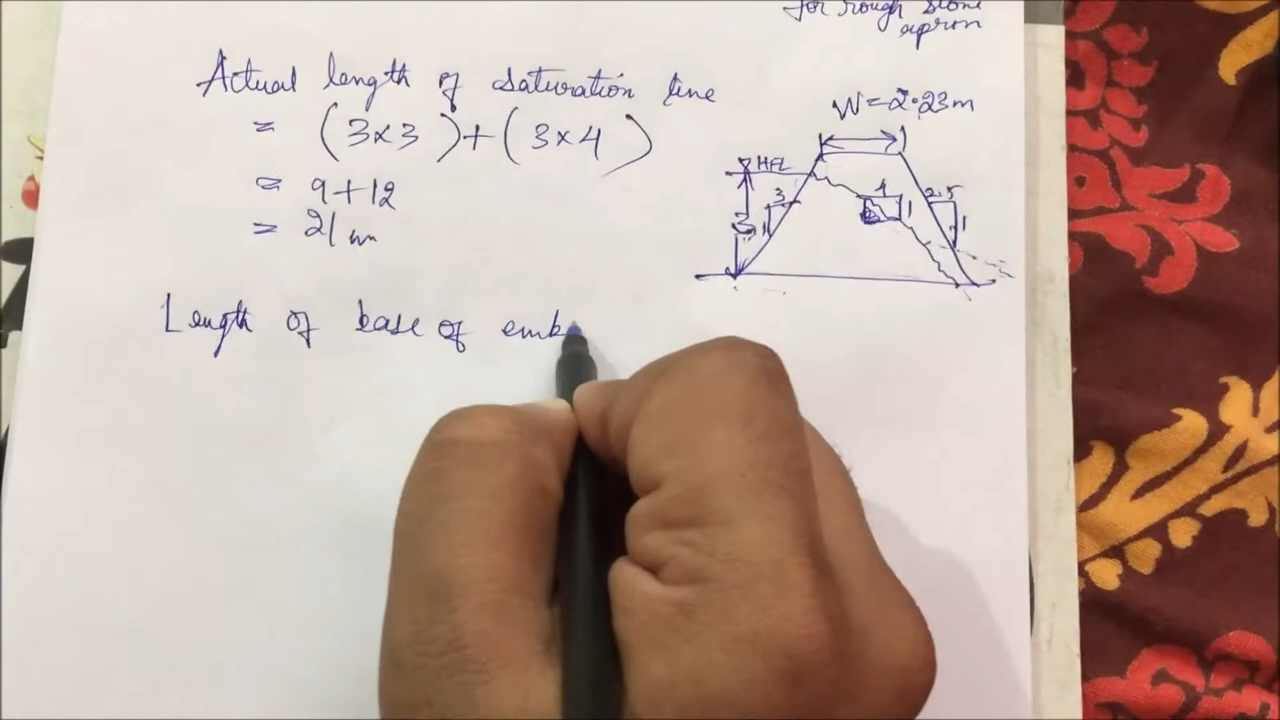 for rough stone
apron
Actual length of saturation line
= (3×3)+(3×4)
= 9+12
= 21m
W=2.23m
HFL
3
1
3
4
1
2.5
1
Length of base of emb